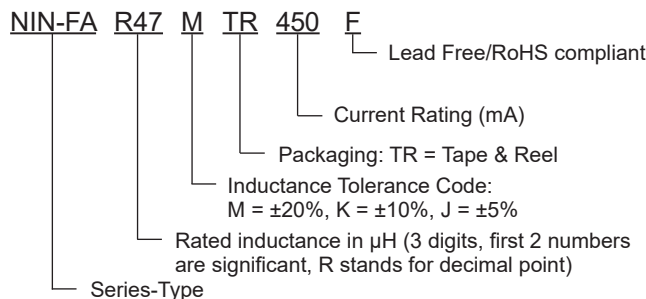 NIN-FA R47 M TR 450 F
Lead Free/RoHS compliant
Current Rating (mA)
Packaging: TR = Tape & Reel
Inductance Tolerance Code:
M = ±20%, K = ±10%, J = ±5%
Rated inductance in µH (3 digits, first 2 numbers
are significant, R stands for decimal point)
Series-Type